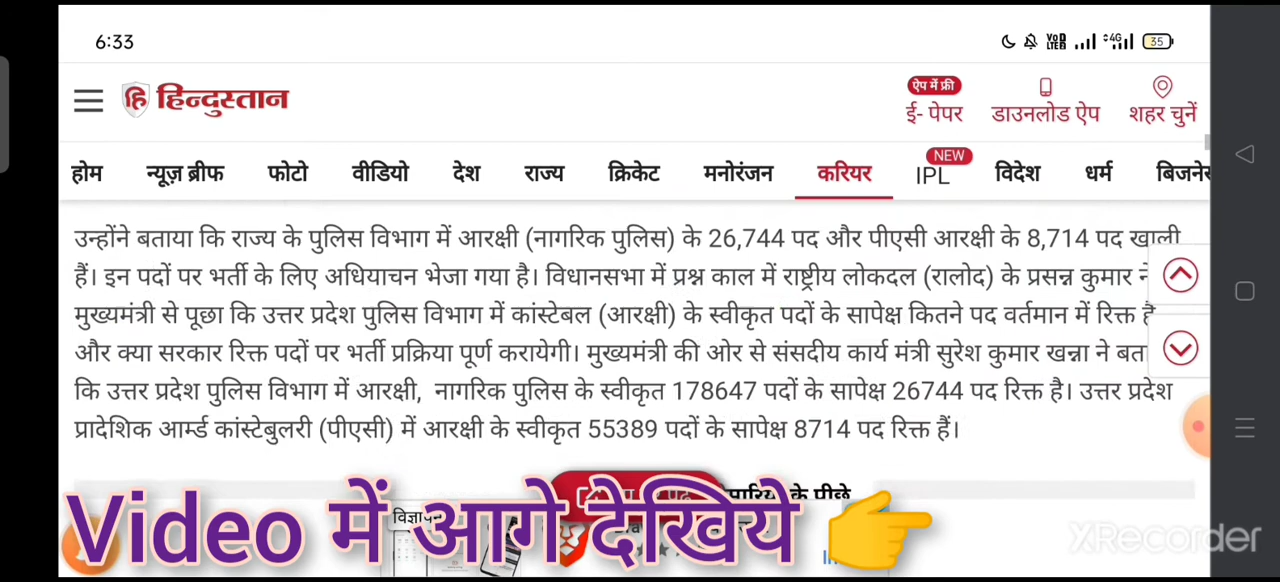 6:33
VoD LTE 4G 35
हिन्दुस्तान
ऐप में फ्री
ई- पेपर
डाउनलोड ऐप
शहर चुनें
होम न्यूज़ ब्रीफ फोटो वीडियो देश राज्य क्रिकेट मनोरंजन करियर IPL NEW विदेश धर्म
उन्होंने बताया कि राज्य के पुलिस विभाग में आरक्षी (नागरिक पुलिस) के 26,744 पद और पीएसी आरक्षी के 8,714 पद खाली
हैं। इन पदों पर भर्ती के लिए अधियाचन भेजा गया है। विधानसभा में प्रश्न काल में राष्ट्रीय लोकदल (रालोद) के प्रसन्न कुमार ने
मुख्यमंत्री से पूछा कि उत्तर प्रदेश पुलिस विभाग में कांस्टेबल (आरक्षी) के स्वीकृत पदों के सापेक्ष कितने पद वर्तमान में रिक्त है
और क्या सरकार रिक्त पदों पर भर्ती प्रक्रिया पूर्ण करायेगी। मुख्यमंत्री की ओर से संसदीय कार्य मंत्री सुरेश कुमार खन्ना ने बता
कि उत्तर प्रदेश पुलिस विभाग में आरक्षी, नागरिक पुलिस के स्वीकृत 178647 पदों के सापेक्ष 26744 पद रिक्त है। उत्तर प्रदेश
प्रादेशिक आर्म्ड कांस्टेबुलरी (पीएसी) में आरक्षी के स्वीकृत 55389 पदों के सापेक्ष 8714 पद रिक्त हैं।
के पीछे
Video में आगे देखिये
XRecorder